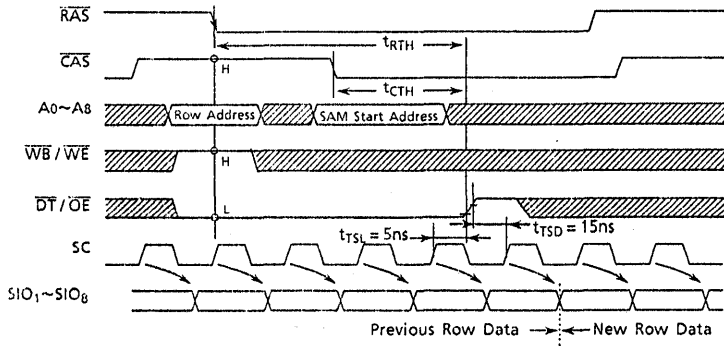 RAS
tRTH
CAS
H
tCTH
A0~A8
Row Address
SAM Start Address
WB / WE
H
DT / OE
L
tTSL = 5ns
tTSD = 15ns
SC
SIO1~SIO8
Previous Row Data
New Row Data